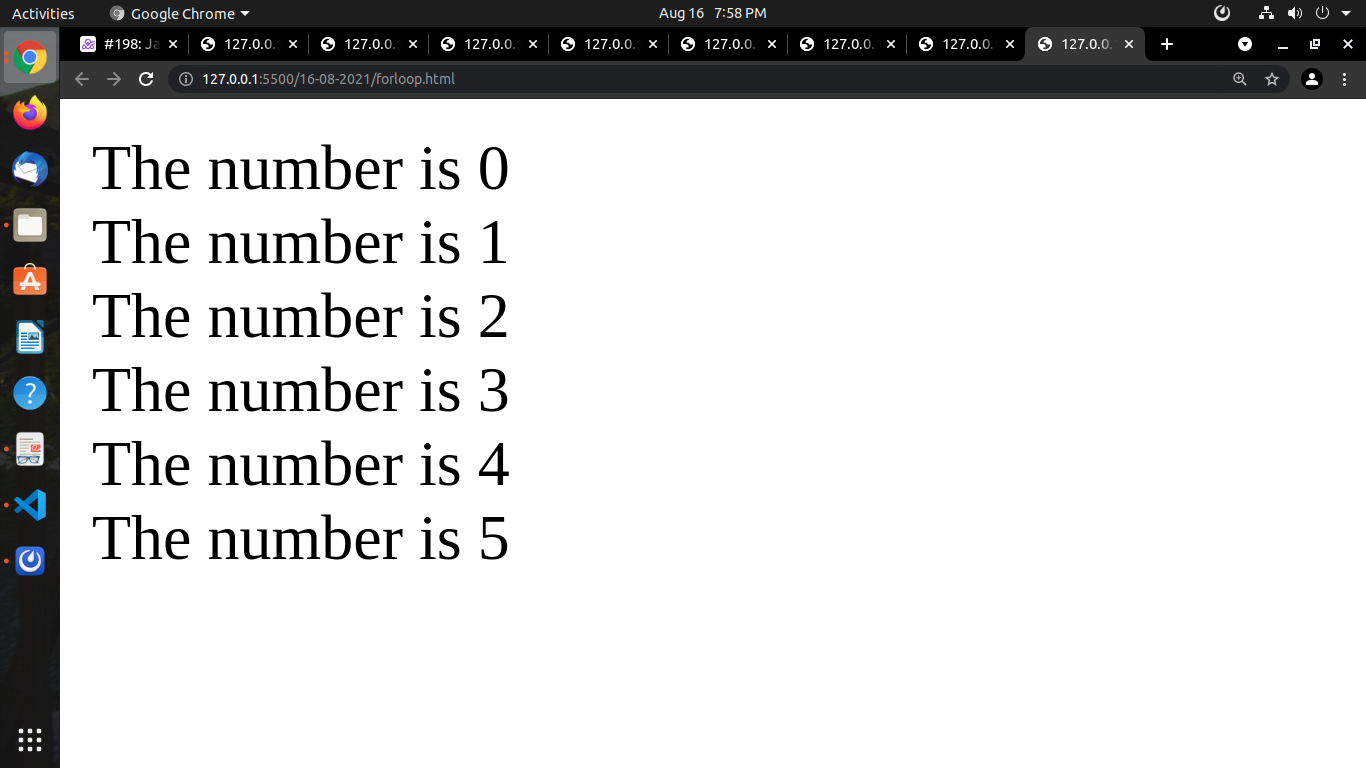 Activities Google Chrome Aug 16 7:58 PM
#198: Ja 127.0.0. 127.0.0. 127.0.0. 127.0.0. 127.0.0. 127.0.0. 127.0.0. 127.0.0.
127.0.0.1:5500/16-08-2021/forloop.html
The number is 0
The number is 1
The number is 2
The number is 3
The number is 4
The number is 5